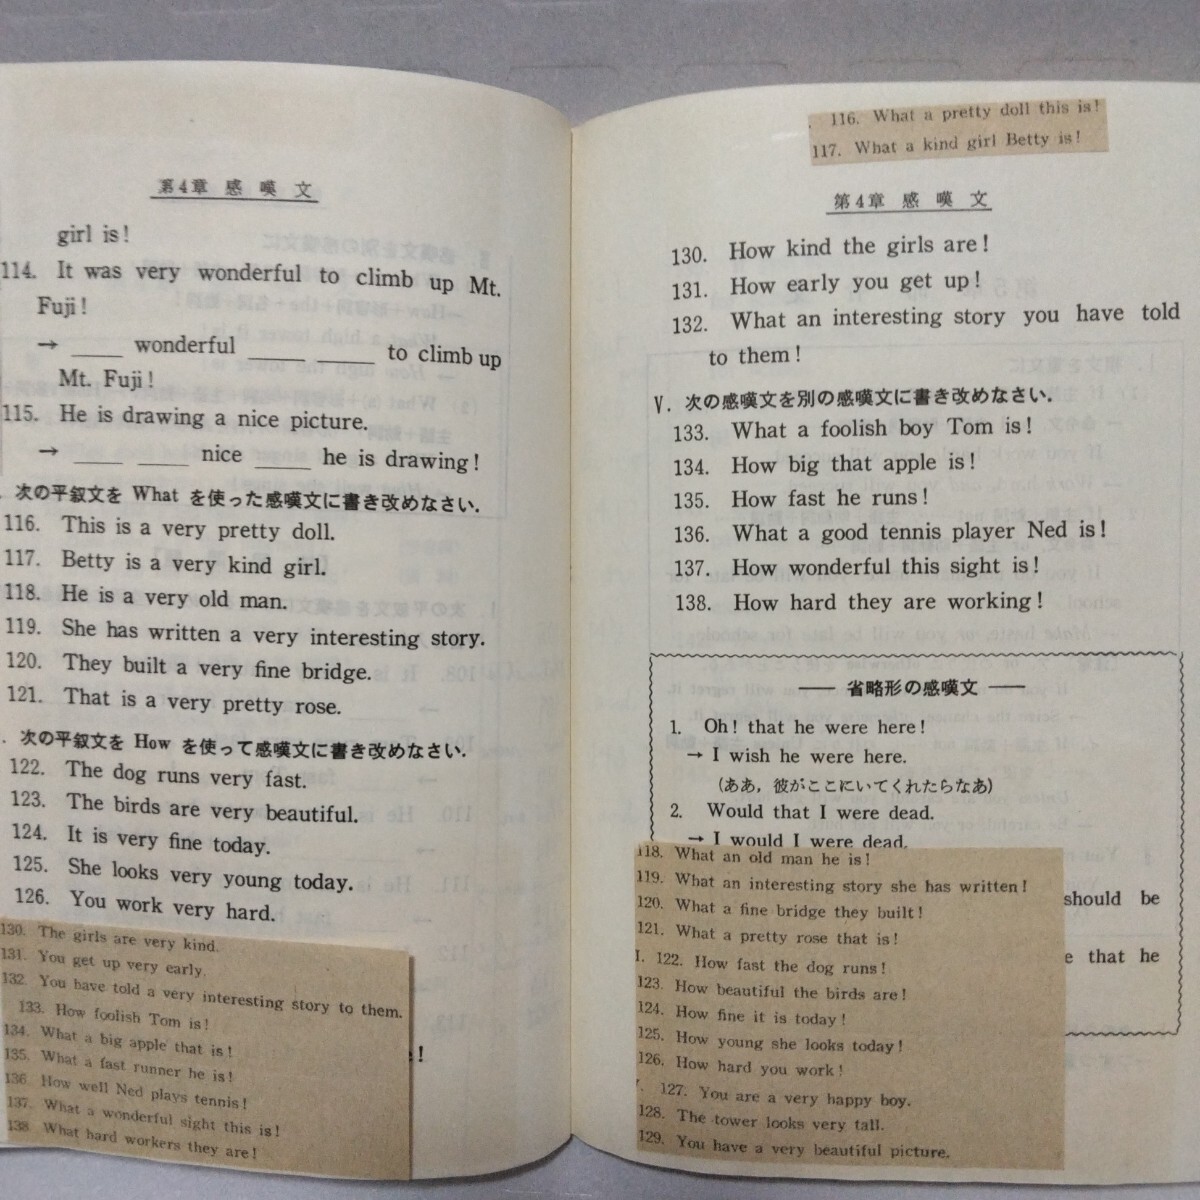 第4章 感 嘆 文
girl is!
114. It was very wonderful to climb up Mt.
Fuji!
→ ____ wonderful ____ ____ to climb up
Mt. Fuji!
115. He is drawing a nice picture.
→ ____ ____ nice ____ he is drawing!
. 次の平叙文を What を使った感嘆文に書き改めなさい.
116. This is a very pretty doll.
117. Betty is a very kind girl.
118. He is a very old man.
119. She has written a very interesting story.
120. They built a very fine bridge.
121. That is a very pretty rose.
. 次の平叙文を How を使って感嘆文に書き改めなさい.
122. The dog runs very fast.
123. The birds are very beautiful.
124. It is very fine today.
125. She looks very young today.
126. You work very hard.
130. The girls are very kind.
131. You get up very early.
132 You have told a very interesting story to them.
133. How foolish Tom is!
134. What a big apple that is!
135. What a fast runner he is!
136. How well Ned plays tennis!
137. What a wonderful sight this is!
138 What hard workers they are!
e!
116. What a pretty doll this is!
117. What a kind girl Betty is!
第4章 感 嘆 文
130. How kind the girls are!
131. How early you get up!
132. What an interesting story you have told
to them!
V. 次の感嘆文を別の感嘆文に書き改めなさい.
133. What a foolish boy Tom is!
134. How big that apple is!
135. How fast he runs!
136. What a good tennis player Ned is!
137. How wonderful this sight is!
138. How hard they are working!
—— 省略形の感嘆文 ——
1. Oh! that he were here!
→ I wish he were here.
(ああ，彼がここにいてくれたらなあ)
2. Would that I were dead.
→ I would I were dead.
118. What an old man he is!
119. What an interesting story she has written!
120. What a fine bridge they built!
should be
121. What a pretty rose that is!
I. 122. How fast the dog runs!
e that he
123. How beautiful the birds are!
124. How fine it is today!
125. How young she looks today!
126. How hard you work!
. 127. You are a very happy boy.
128. The tower looks very tall.
129. You have a very beautiful picture.